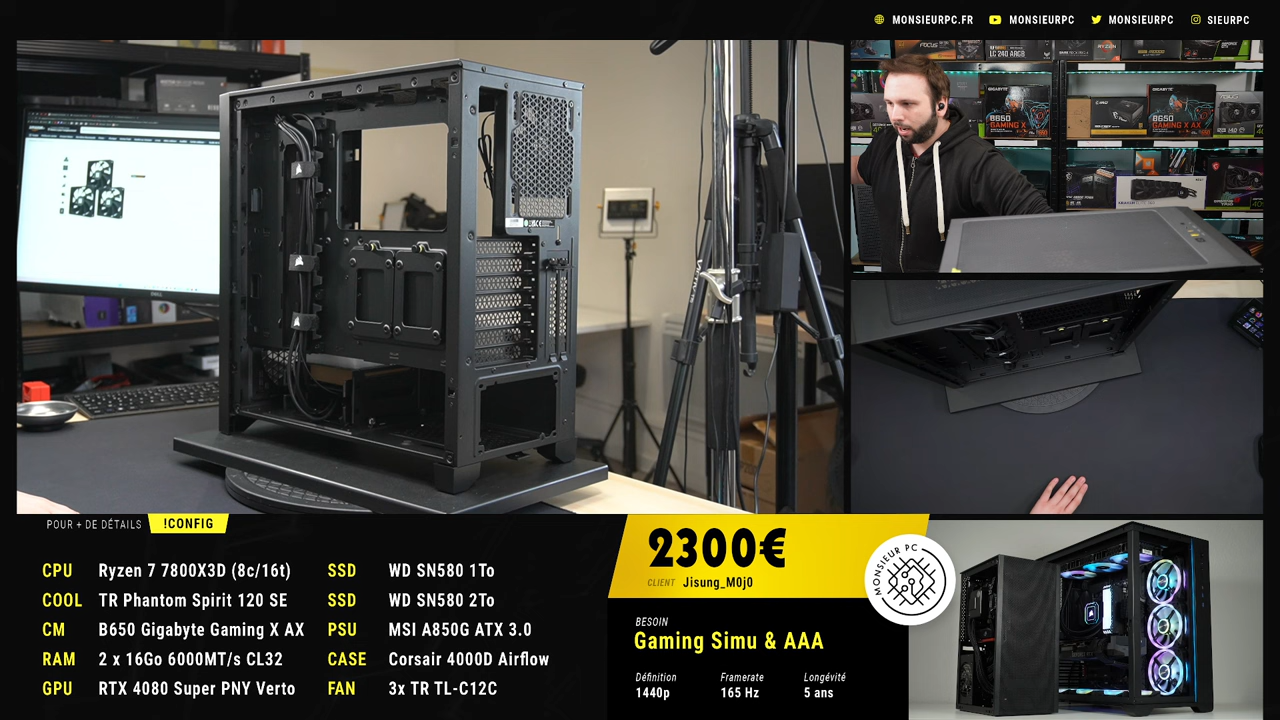 MONSIEURPC.FR
MONSIEURPC
MONSIEURPC
SIEURPC
LC 240 ARGB
B650
GAMING X
B650
GAMING X AX
DELL
POUR + DE DÉTAILS
!CONFIG
CPU Ryzen 7 7800X3D (8c/16t)
COOL TR Phantom Spirit 120 SE
CM B650 Gigabyte Gaming X AX
RAM 2 x 16Go 6000MT/s CL32
GPU RTX 4080 Super PNY Verto
SSD WD SN580 1To
SSD WD SN580 2To
PSU MSI A850G ATX 3.0
CASE Corsair 4000D Airflow
FAN 3x TR TL-C12C
2300€
CLIENT Jisung_M0j0
MONSIEUR PC
BESOIN
Gaming Simu & AAA
Définition
1440p
Framerate
165 Hz
Longévité
5 ans